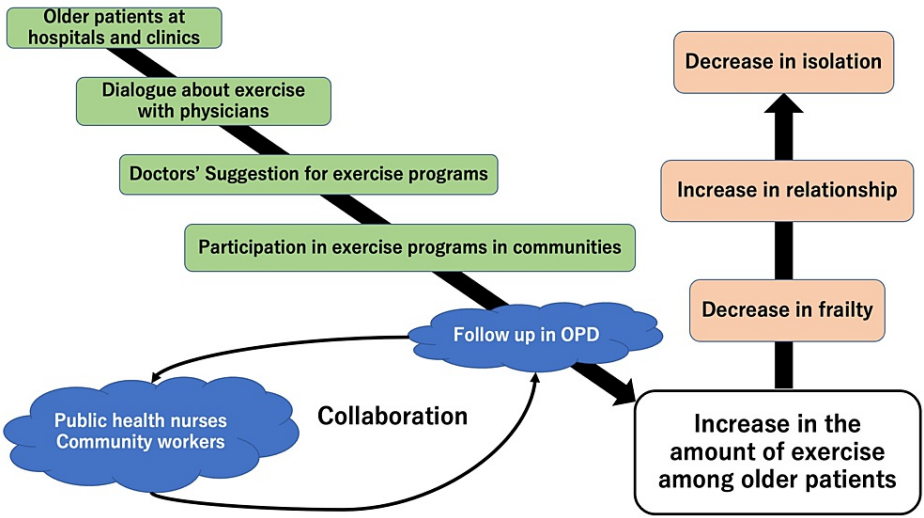 Older patients at
hospitals and clinics
Dialogue about exercise
with physicians
Doctors’ Suggestion for exercise programs
Participation in exercise programs in communities
Follow up in OPD
Public health nurses
Community workers
Collaboration
Decrease in isolation
Increase in relationship
Decrease in frailty
Increase in the
amount of exercise
among older patients